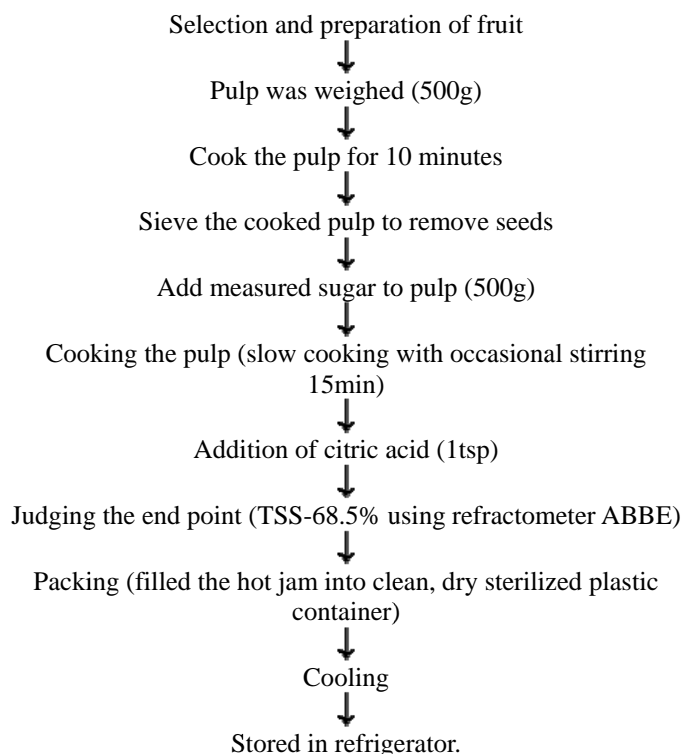 Selection and preparation of fruit
Pulp was weighed (500g)
Cook the pulp for 10 minutes
Sieve the cooked pulp to remove seeds
Add measured sugar to pulp (500g)
Cooking the pulp (slow cooking with occasional stirring
15min)
Addition of citric acid (1tsp)
Judging the end point (TSS-68.5% using refractometer ABBE)
Packing (filled the hot jam into clean, dry sterilized plastic
container)
Cooling
Stored in refrigerator.